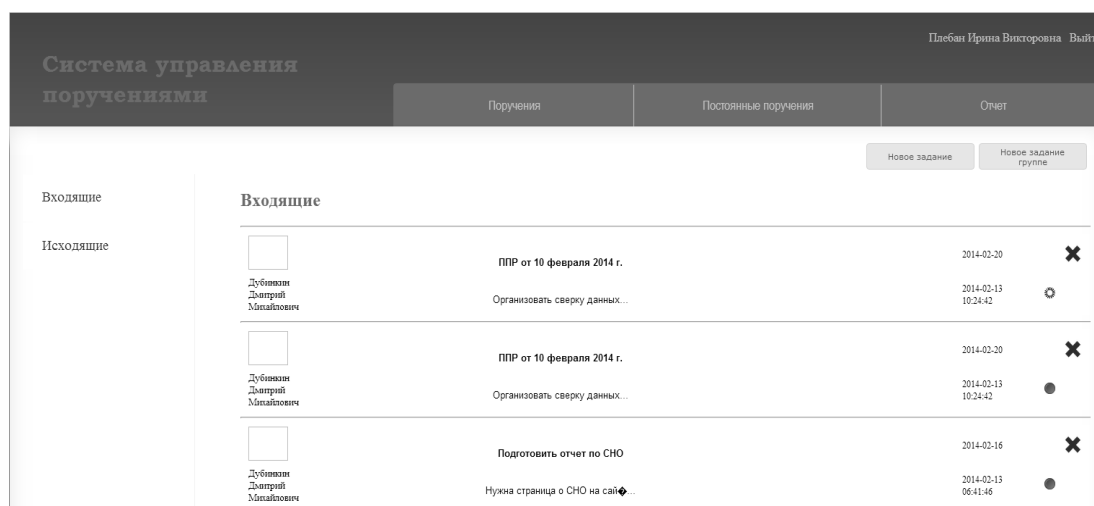 Плебан Ирина Викторовна Выйт
Система управления
поручениями
Поручения Постоянные поручения Отчет
Новое задание Новое задание
группе
Входящие
Исходящие
Входящие
ППР от 10 февраля 2014 г.
2014-02-20
Дубинкин
Дмитрий
Михайлович
Организовать сверку данных...
2014-02-13
10:24:42
ППР от 10 февраля 2014 г.
2014-02-20
Дубинкин
Дмитрий
Михайлович
Организовать сверку данных...
2014-02-13
10:24:42
Подготовить отчет по СНО
2014-02-16
Дубинкин
Дмитрий
Михайлович
Нужна страница о СНО на сай�...
2014-02-13
06:41:46